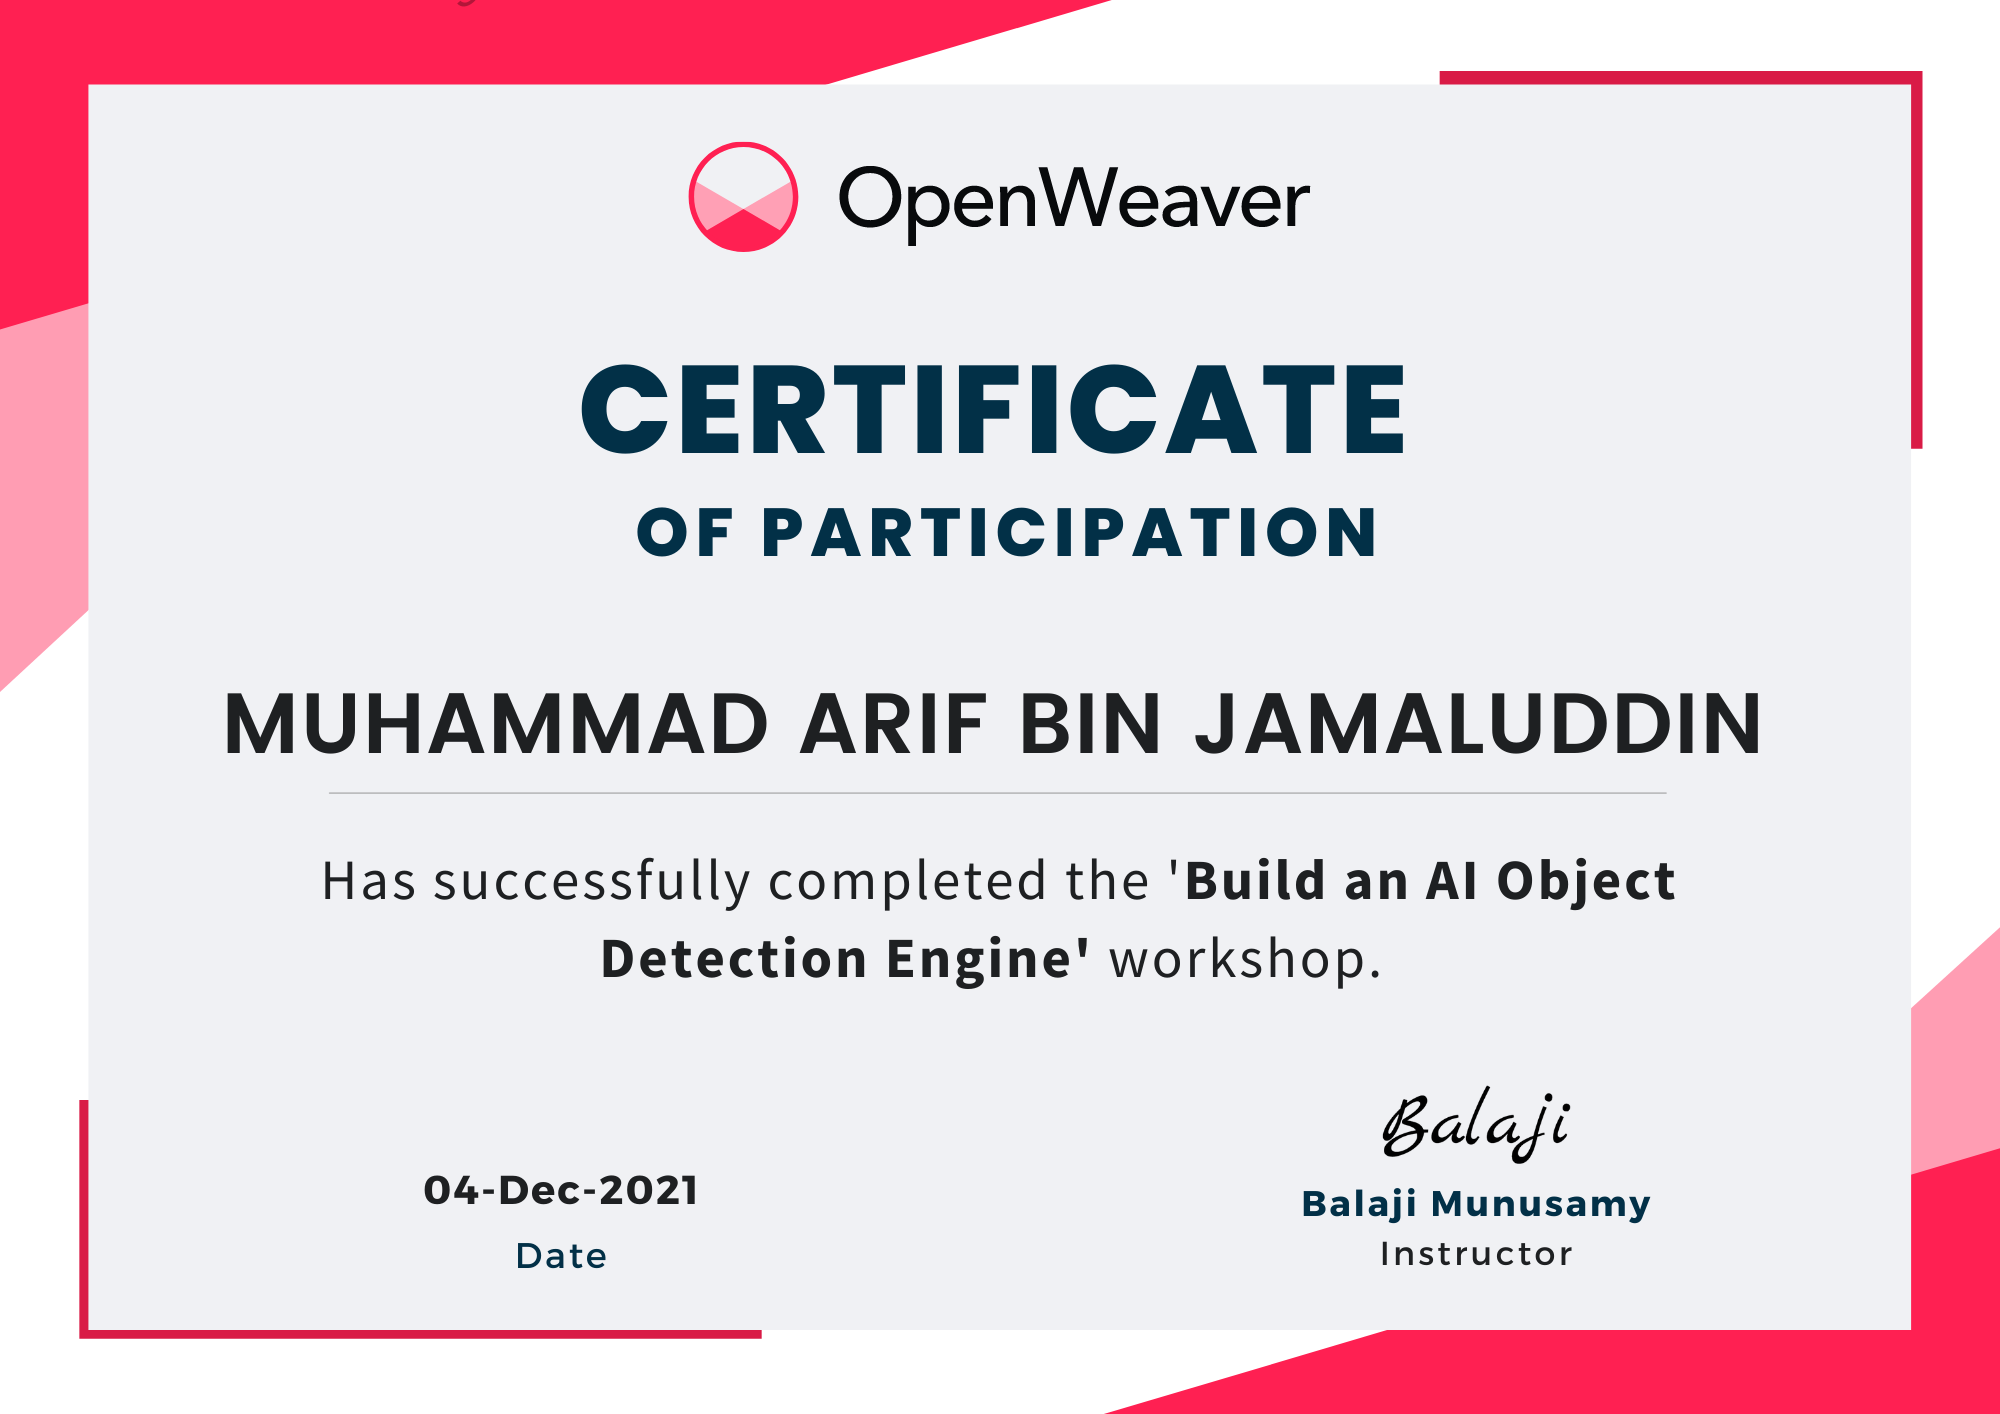 OpenWeaver
CERTIFICATE
OF PARTICIPATION
MUHAMMAD ARIF BIN JAMALUDDIN
Has successfully completed the 'Build an AI Object
Detection Engine' workshop.
04-Dec-2021
Date
Balaji
Balaji Munusamy
Instructor